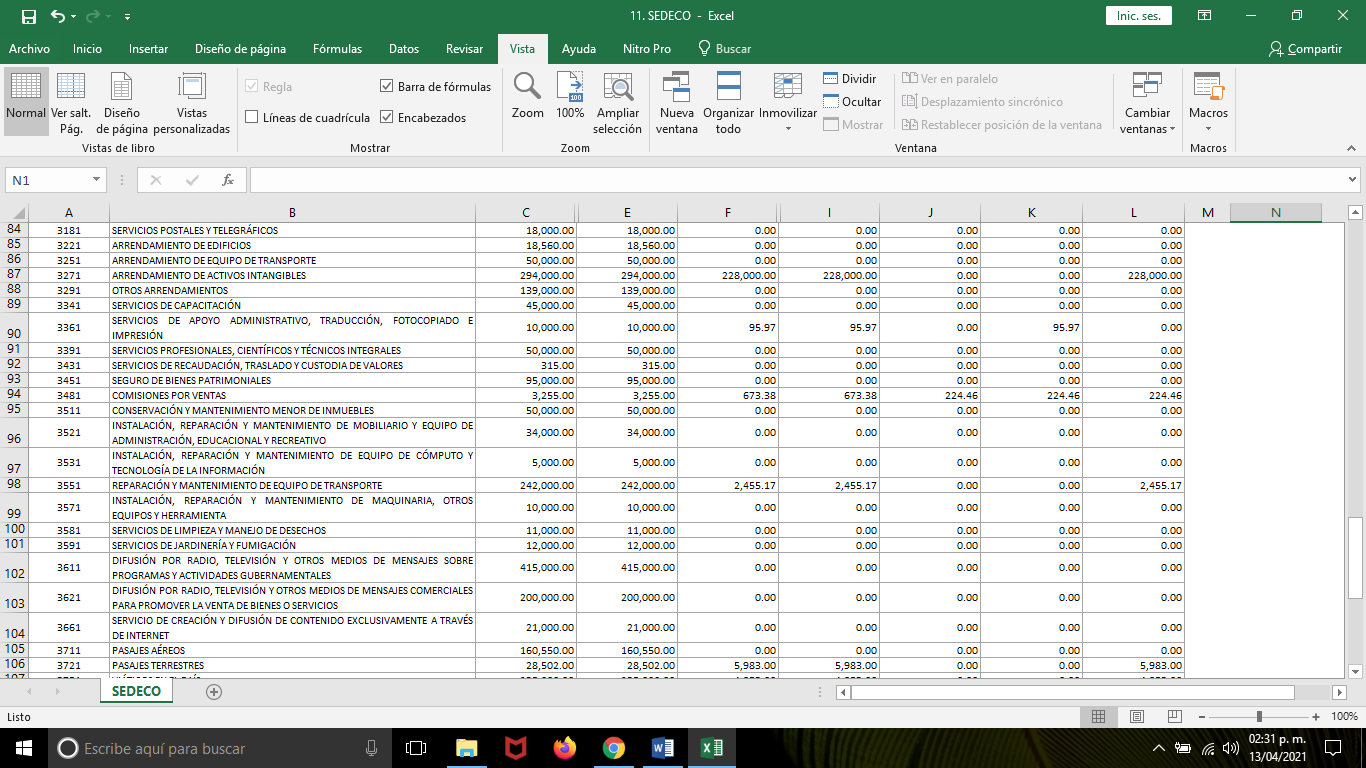 11. SEDECO - Excel
Inic. ses.
Archivo Inicio Insertar Diseño de página Fórmulas Datos Revisar Vista Ayuda Nitro Pro Buscar Compartir
Regla Barra de fórmulas
Líneas de cuadrícula Encabezados
Normal Ver salt. Pág. Diseño de página Vistas personalizadas
Zoom 100% Ampliar selección
Nueva ventana Organizar todo Inmovilizar
Dividir Ver en paralelo
Ocultar Desplazamiento sincrónico
Mostrar Restablecer posición de la ventana
Cambiar ventanas Macros
Vistas de libro Mostrar Zoom Ventana Macros
N1 fx
A B C E F I J K L M N
84 3181 SERVICIOS POSTALES Y TELEGRÁFICOS 18,000.00 18,000.00 0.00 0.00 0.00 0.00 0.00
85 3221 ARRENDAMIENTO DE EDIFICIOS 18,560.00 18,560.00 0.00 0.00 0.00 0.00 0.00
86 3251 ARRENDAMIENTO DE EQUIPO DE TRANSPORTE 50,000.00 50,000.00 0.00 0.00 0.00 0.00 0.00
87 3271 ARRENDAMIENTO DE ACTIVOS INTANGIBLES 294,000.00 294,000.00 228,000.00 228,000.00 0.00 0.00 228,000.00
88 3291 OTROS ARRENDAMIENTOS 139,000.00 139,000.00 0.00 0.00 0.00 0.00 0.00
89 3341 SERVICIOS DE CAPACITACIÓN 45,000.00 45,000.00 0.00 0.00 0.00 0.00 0.00
90 3361 SERVICIOS DE APOYO ADMINISTRATIVO, TRADUCCIÓN, FOTOCOPIADO E
IMPRESIÓN 10,000.00 10,000.00 95.97 95.97 0.00 95.97 0.00
91 3391 SERVICIOS PROFESIONALES, CIENTÍFICOS Y TÉCNICOS INTEGRALES 50,000.00 50,000.00 0.00 0.00 0.00 0.00 0.00
92 3431 SERVICIOS DE RECAUDACIÓN, TRASLADO Y CUSTODIA DE VALORES 315.00 315.00 0.00 0.00 0.00 0.00 0.00
93 3451 SEGURO DE BIENES PATRIMONIALES 95,000.00 95,000.00 0.00 0.00 0.00 0.00 0.00
94 3481 COMISIONES POR VENTAS 3,255.00 3,255.00 673.38 673.38 224.46 224.46 224.46
95 3511 CONSERVACIÓN Y MANTENIMIENTO MENOR DE INMUEBLES 50,000.00 50,000.00 0.00 0.00 0.00 0.00 0.00
96 3521 INSTALACIÓN, REPARACIÓN Y MANTENIMIENTO DE MOBILIARIO Y EQUIPO DE
ADMINISTRACIÓN, EDUCACIONAL Y RECREATIVO 34,000.00 34,000.00 0.00 0.00 0.00 0.00 0.00
97 3531 INSTALACIÓN, REPARACIÓN Y MANTENIMIENTO DE EQUIPO DE CÓMPUTO Y
TECNOLOGÍA DE LA INFORMACIÓN 5,000.00 5,000.00 0.00 0.00 0.00 0.00 0.00
98 3551 REPARACIÓN Y MANTENIMIENTO DE EQUIPO DE TRANSPORTE 242,000.00 242,000.00 2,455.17 2,455.17 0.00 0.00 2,455.17
99 3571 INSTALACIÓN, REPARACIÓN Y MANTENIMIENTO DE MAQUINARIA, OTROS
EQUIPOS Y HERRAMIENTA 10,000.00 10,000.00 0.00 0.00 0.00 0.00 0.00
100 3581 SERVICIOS DE LIMPIEZA Y MANEJO DE DESECHOS 11,000.00 11,000.00 0.00 0.00 0.00 0.00 0.00
101 3591 SERVICIOS DE JARDINERÍA Y FUMIGACIÓN 12,000.00 12,000.00 0.00 0.00 0.00 0.00 0.00
102 3611 DIFUSIÓN POR RADIO, TELEVISIÓN Y OTROS MEDIOS DE MENSAJES SOBRE
PROGRAMAS Y ACTIVIDADES GUBERNAMENTALES 415,000.00 415,000.00 0.00 0.00 0.00 0.00 0.00
103 3621 DIFUSIÓN POR RADIO, TELEVISIÓN Y OTROS MEDIOS DE MENSAJES COMERCIALES
PARA PROMOVER LA VENTA DE BIENES O SERVICIOS 200,000.00 200,000.00 0.00 0.00 0.00 0.00 0.00
104 3661 SERVICIO DE CREACIÓN Y DIFUSIÓN DE CONTENIDO EXCLUSIVAMENTE A TRAVÉS
DE INTERNET 21,000.00 21,000.00 0.00 0.00 0.00 0.00 0.00
105 3711 PASAJES AÉREOS 160,550.00 160,550.00 0.00 0.00 0.00 0.00 0.00
106 3721 PASAJES TERRESTRES 28,502.00 28,502.00 5,983.00 5,983.00 0.00 0.00 5,983.00
SEDECO
Listo 100%
Escribe aquí para buscar
02:31 p. m.
13/04/2021